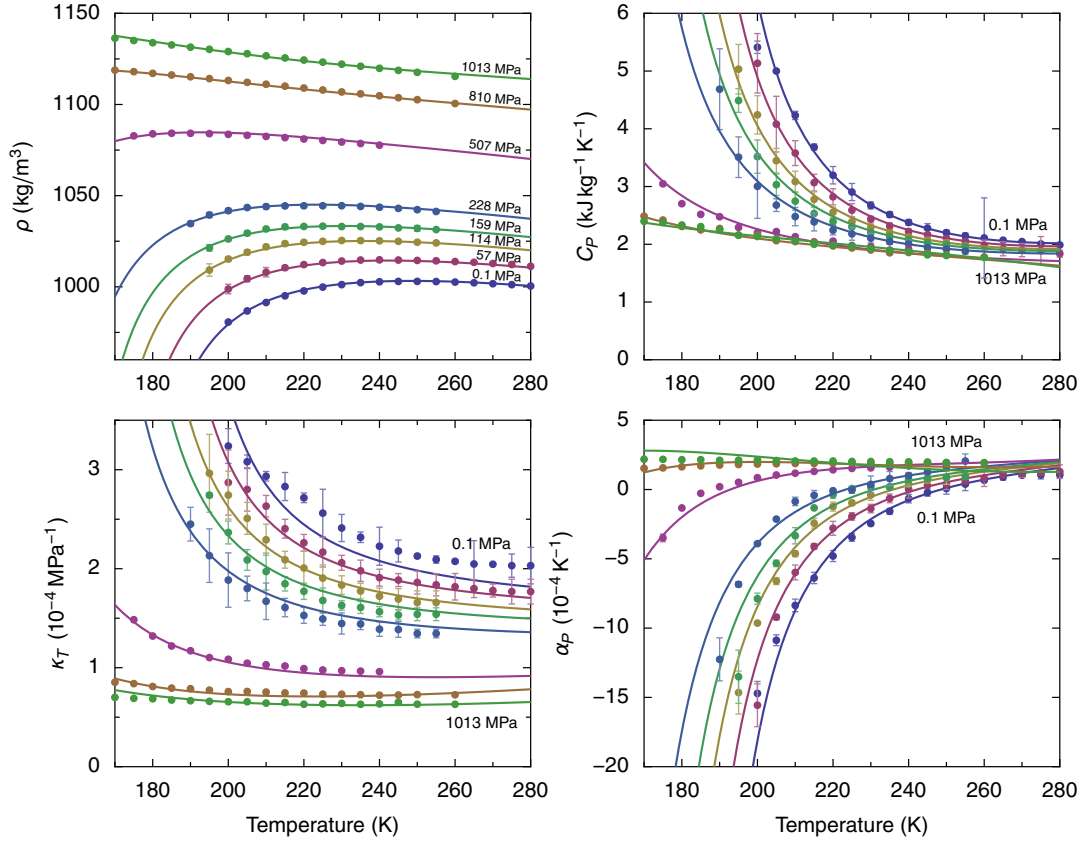 ρ (kg/m³)
1150
1100
1050
1000
1013 MPa
810 MPa
507 MPa
228 MPa
159 MPa
114 MPa
57 MPa
0.1 MPa
180 200 220 240 260 280
C_P (kJ kg⁻¹ K⁻¹)
6
5
4
3
2
1
0
0.1 MPa
1013 MPa
180 200 220 240 260 280
κ_T (10⁻⁴ MPa⁻¹)
3
2
1
0
0.1 MPa
1013 MPa
180 200 220 240 260 280
Temperature (K)
α_P (10⁻⁴ K⁻¹)
5
0
−5
−10
−15
−20
1013 MPa
0.1 MPa
180 200 220 240 260 280
Temperature (K)